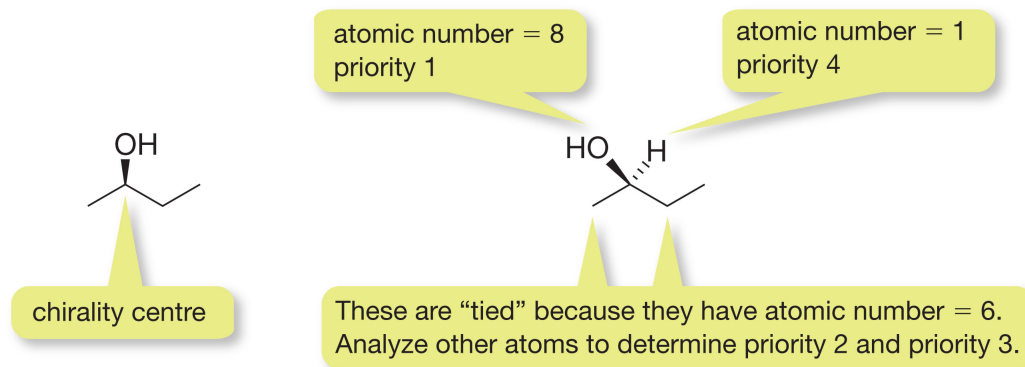 atomic number = 8
priority 1
atomic number = 1
priority 4
OH
HO
H
chirality centre
These are “tied” because they have atomic number = 6.
Analyze other atoms to determine priority 2 and priority 3.